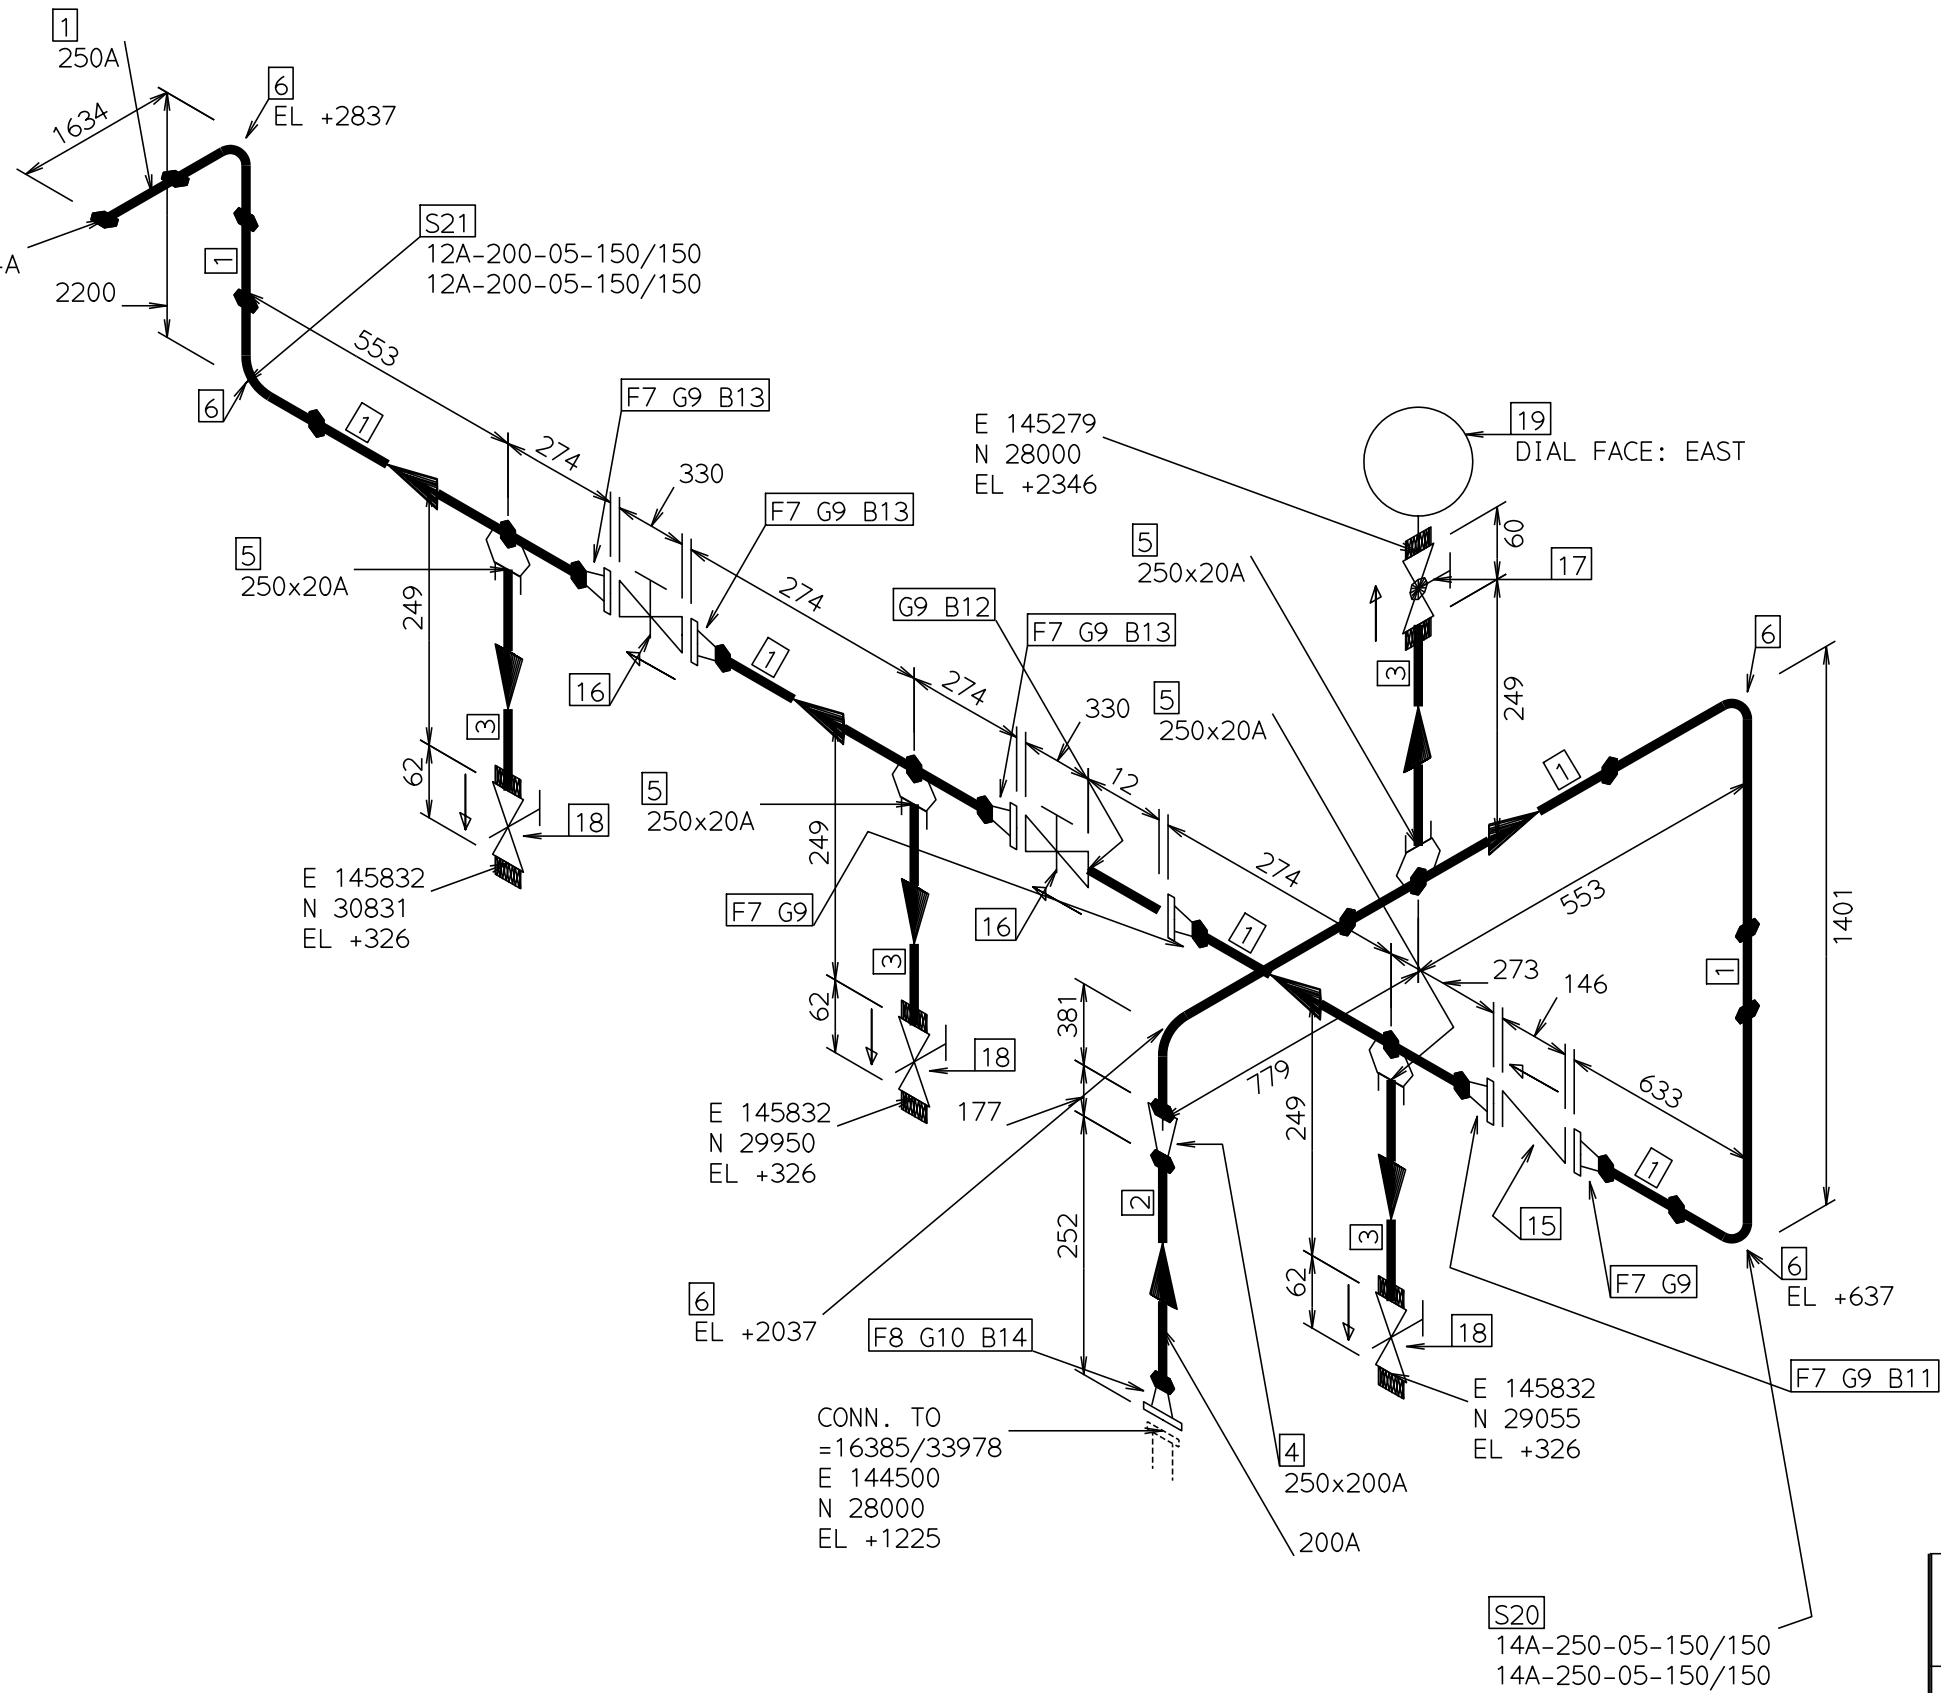 1
250A
6
EL +2837
1634
-A
2200
1
S21
12A-200-05-150/150
12A-200-05-150/150
553
6
1
F7 G9 B13
274
330
F7 G9 B13
E 145279
N 28000
EL +2346
19
DIAL FACE: EAST
60
17
5
250x20A
249
5
250x20A
274
G9 B12
F7 G9 B13
6
16
1
274
330
5
250x20A
3
249
3
62
18
E 145832
N 30831
EL +326
5
250x20A
12
1
249
F7 G9
16
274
1
553
1401
3
62
18
E 145832
N 29950
EL +326
273
146
1
381
177
779
633
252
2
249
3
62
1
15
F7 G9
6
EL +637
6
EL +2037
F8 G10 B14
18
F7 G9 B11
CONN. TO
=16385/33978
E 144500
N 28000
EL +1225
E 145832
N 29055
EL +326
4
250x200A
200A
S20
14A-250-05-150/150
14A-250-05-150/150